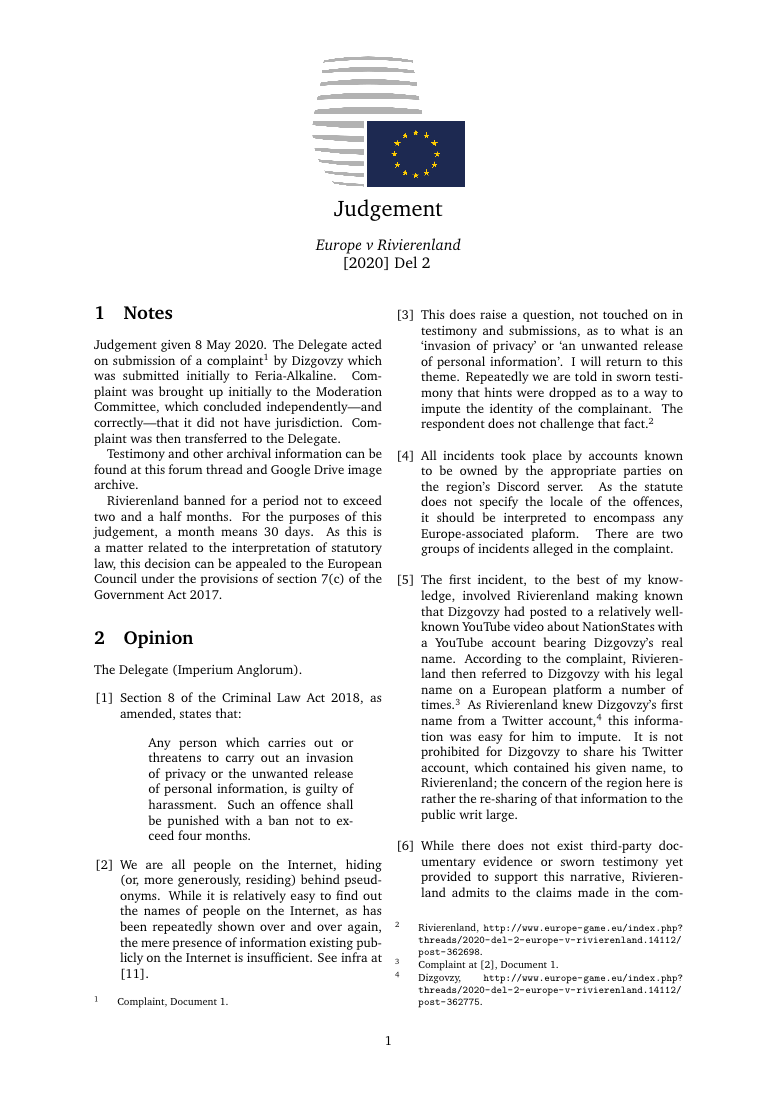 Judgement
Europe v Rivierenland
[2020] Del 2
1 Notes
Judgement given 8 May 2020. The Delegate acted
on submission of a complaint1 by Dizgovzy which
was submitted initially to Feria-Alkaline. Com-
plaint was brought up initially to the Moderation
Committee, which concluded independently—and
correctly—that it did not have jurisdiction. Com-
plaint was then transferred to the Delegate.
Testimony and other archival information can be
found at this forum thread and Google Drive image
archive.
Rivierenland banned for a period not to exceed
two and a half months. For the purposes of this
judgement, a month means 30 days. As this is
a matter related to the interpretation of statutory
law, this decision can be appealed to the European
Council under the provisions of section 7(c) of the
Government Act 2017.
2 Opinion
The Delegate (Imperium Anglorum).
[1] Section 8 of the Criminal Law Act 2018, as
amended, states that:
Any person which carries out or
threatens to carry out an invasion
of privacy or the unwanted release
of personal information, is guilty of
harassment. Such an offence shall
be punished with a ban not to ex-
ceed four months.
[2] We are all people on the Internet, hiding
(or, more generously, residing) behind pseud-
onyms. While it is relatively easy to find out
the names of people on the Internet, as has
been repeatedly shown over and over again,
the mere presence of information existing pub-
licly on the Internet is insufficient. See infra at
[11].
1 Complaint, Document 1.
[3] This does raise a question, not touched on in
testimony and submissions, as to what is an
‘invasion of privacy’ or ‘an unwanted release
of personal information’. I will return to this
theme. Repeatedly we are told in sworn testi-
mony that hints were dropped as to a way to
impute the identity of the complainant. The
respondent does not challenge that fact.2
[4] All incidents took place by accounts known
to be owned by the appropriate parties on
the region’s Discord server. As the statute
does not specify the locale of the offences,
it should be interpreted to encompass any
Europe-associated plaform. There are two
groups of incidents alleged in the complaint.
[5] The first incident, to the best of my know-
ledge, involved Rivierenland making known
that Dizgovzy had posted to a relatively well-
known YouTube video about NationStates with
a YouTube account bearing Dizgovzy’s real
name. According to the complaint, Rivieren-
land then referred to Dizgovzy with his legal
name on a European platform a number of
times.3 As Rivierenland knew Dizgovzy’s first
name from a Twitter account,4 this informa-
tion was easy for him to impute. It is not
prohibited for Dizgovzy to share his Twitter
account, which contained his given name, to
Rivierenland; the concern of the region here is
rather the re-sharing of that information to the
public writ large.
[6] While there does not exist third-party doc-
umentary evidence or sworn testimony yet
provided to support this narrative, Rivieren-
land admits to the claims made in the com-
2 Rivierenland, http://www.europe-game.eu/index.php?
threads/2020-del-2-europe-v-rivierenland.14112/
post-362698.
3 Complaint at [2], Document 1.
4 Dizgovzy, http://www.europe-game.eu/index.php?
threads/2020-del-2-europe-v-rivierenland.14112/
post-362775.
1